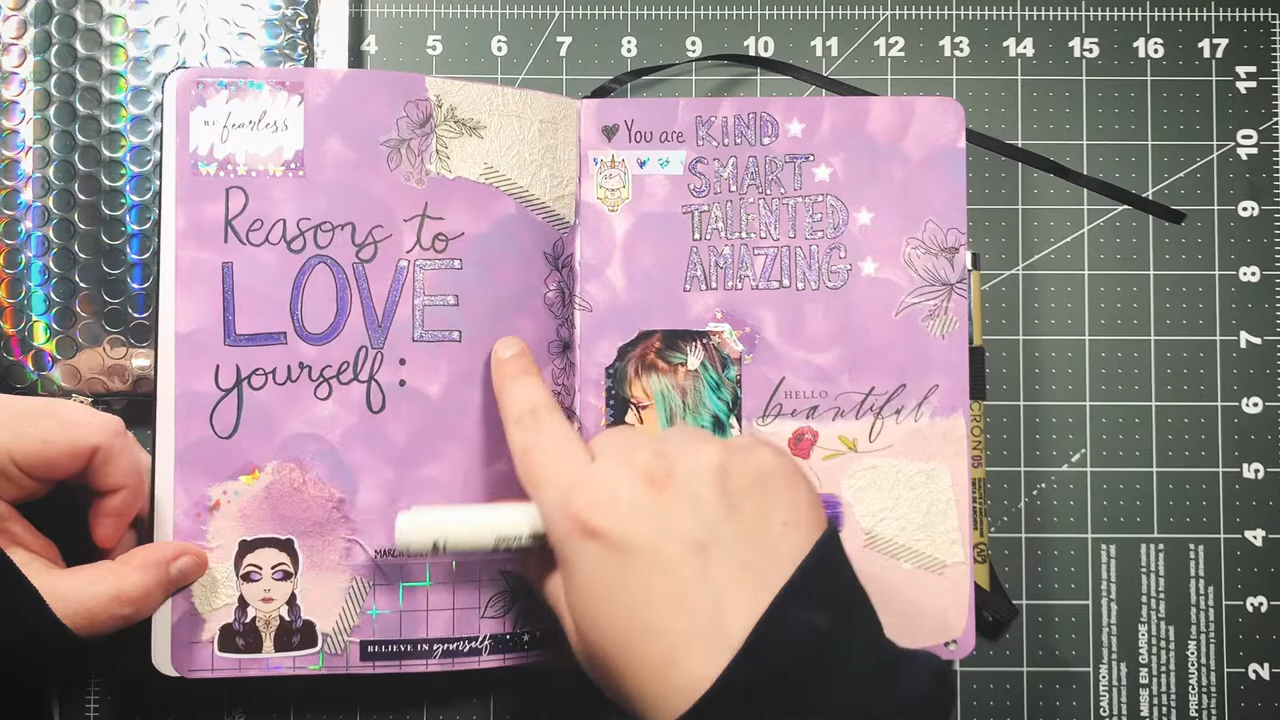 4 5 6 7 8 9 10 11 12 13 14 15 16 17
BE fearless
Reasons to
LOVE
yourself:
MARCH
BELIEVE IN yourself
You are KIND
SMART
TALENTED
AMAZING
HELLO
beautiful
11
10
9
8
7
6
5
4
3
2
CAUTION
MISE EN GARDE
PRECAUCIÓN